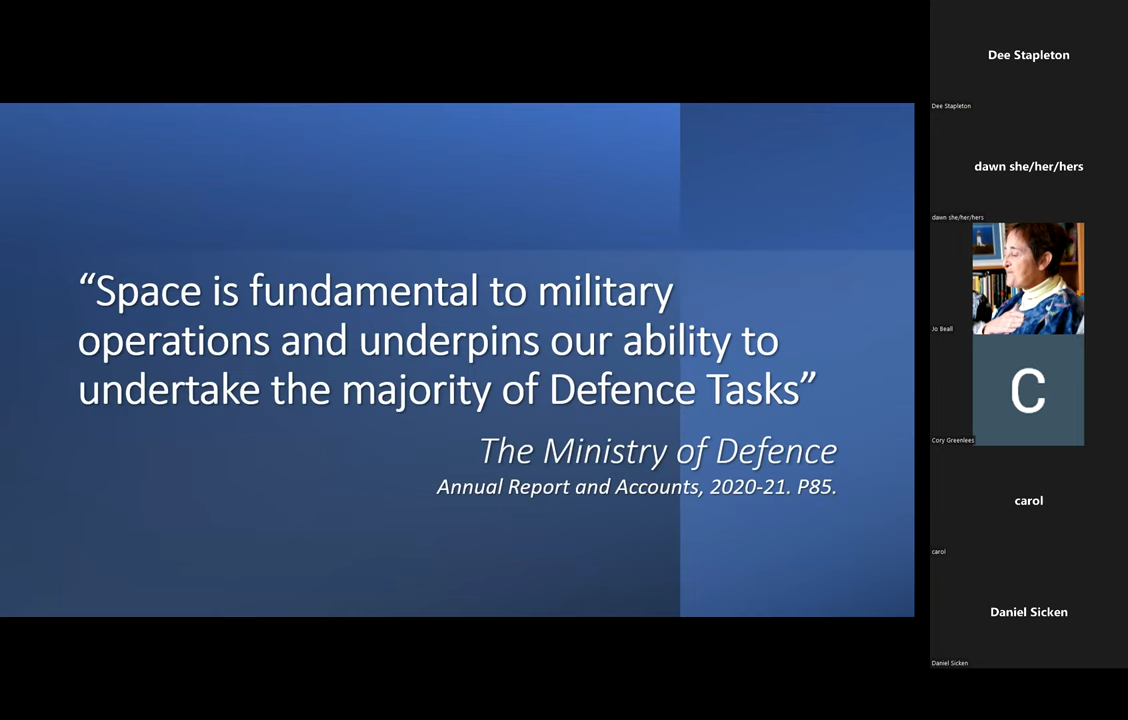 “Space is fundamental to military
operations and underpins our ability to
undertake the majority of Defence Tasks”
The Ministry of Defence
Annual Report and Accounts, 2020-21. P85.
Dee Stapleton
Dee Stapleton
dawn she/her/hers
dawn she/her/hers
Jo Beall
C
Cory Greenlees
carol
carol
Daniel Sicken
Daniel Sicken